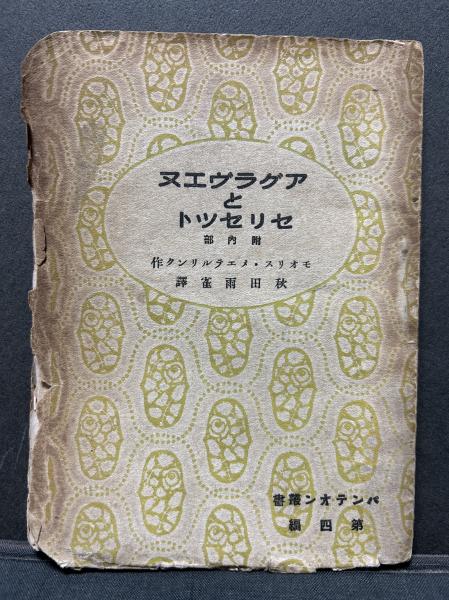 アグラヴエヌ
と
セリセツト
附內部
モオリス・メエテルリンク作
秋田雨雀譯
パンテオン叢書
第四編